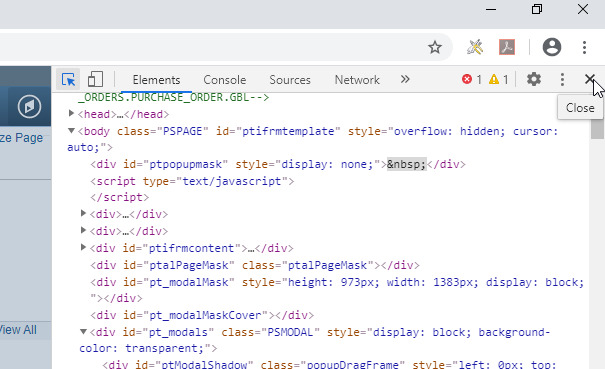 Elements Console Sources Network » 1 1
Close
_ORDERS.PURCHASE_ORDER.GBL-->
<head>…</head>
<body class="PSPAGE" id="ptifrmtemplate" style="overflow: hidden; cursor:
auto;">
<div id="ptpopupmask" style="display: none;">&nbsp;</div>
<script type="text/javascript">
</script>
<div>…</div>
<div>…</div>
<div id="ptifrmcontent">…</div>
<div id="ptalPageMask" class="ptalPageMask"></div>
<div id="pt_modalMask" style="height: 973px; width: 1383px; display: block;
"></div>
<div id="pt_modalMaskCover"></div>
<div id="pt_modals" class="PSMODAL" style="display: block; background-
color: transparent;">
<div id="ptModalShadow" class="popupDragFrame" style="left: 0px; top:
ze Page
View All